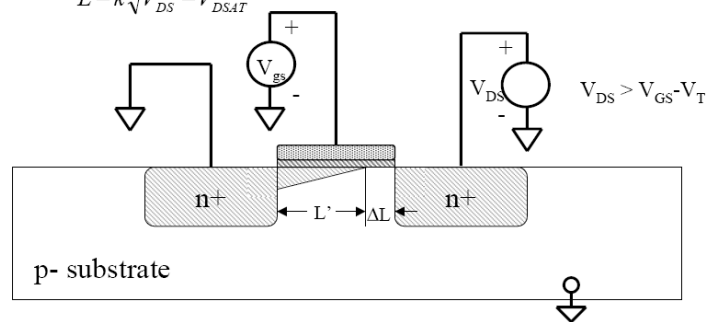 V_gs
+
-
V_DS
+
-
V_DS > V_GS-V_T
n+
L'
ΔL
n+
p- substrate